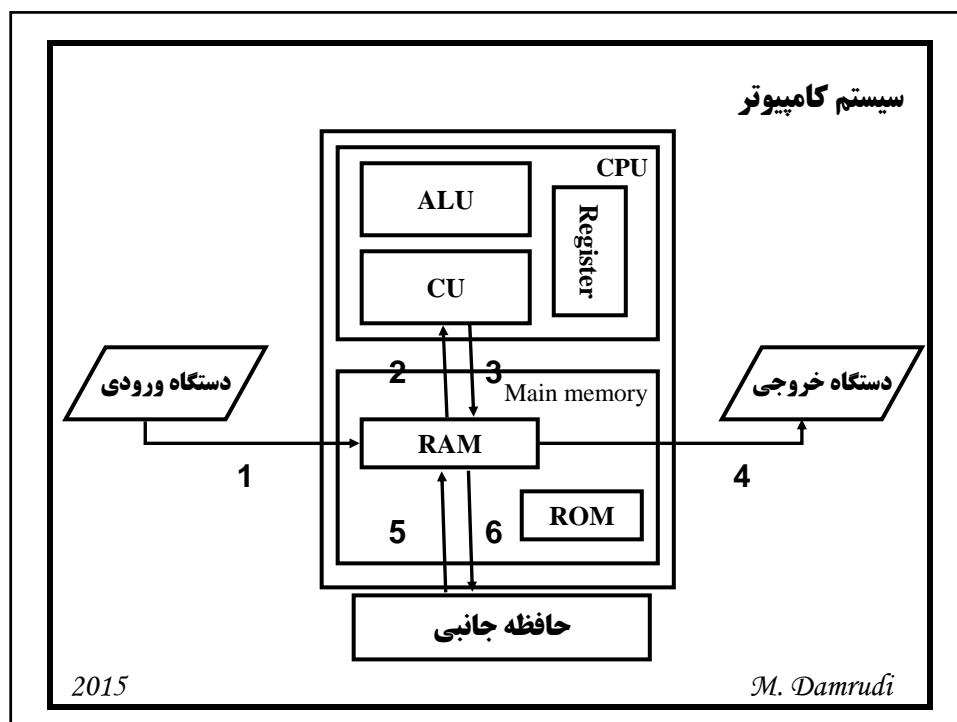 سیستم کامپیوتر
CPU
ALU
Register
CU
دستگاه ورودی
دستگاه خروجی
2
3
Main memory
RAM
1
4
5
6
ROM
حافظه جانبی
2015
M. Damrudi